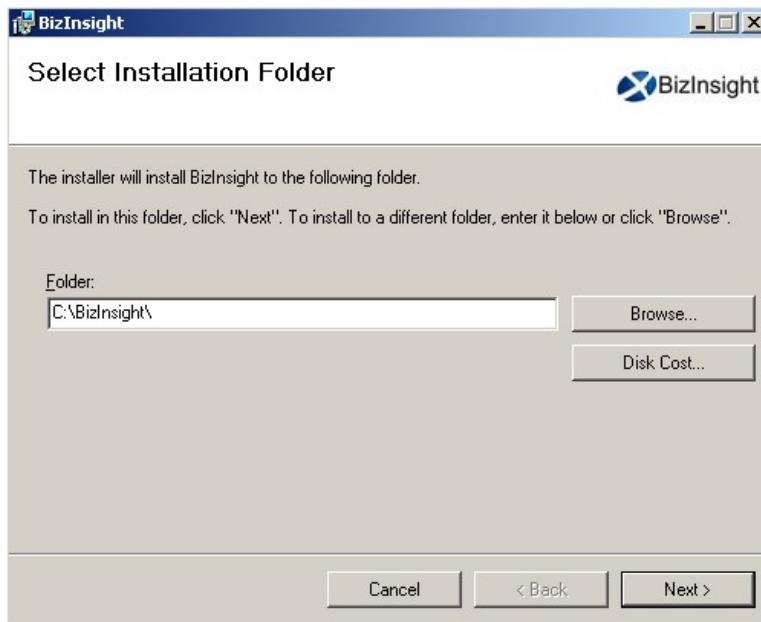 BizInsight
Select Installation Folder
BizInsight
The installer will install BizInsight to the following folder.
To install in this folder, click "Next". To install to a different folder, enter it below or click "Browse".
Folder:
C:\BizInsight\
Browse...
Disk Cost...
Cancel
< Back
Next >